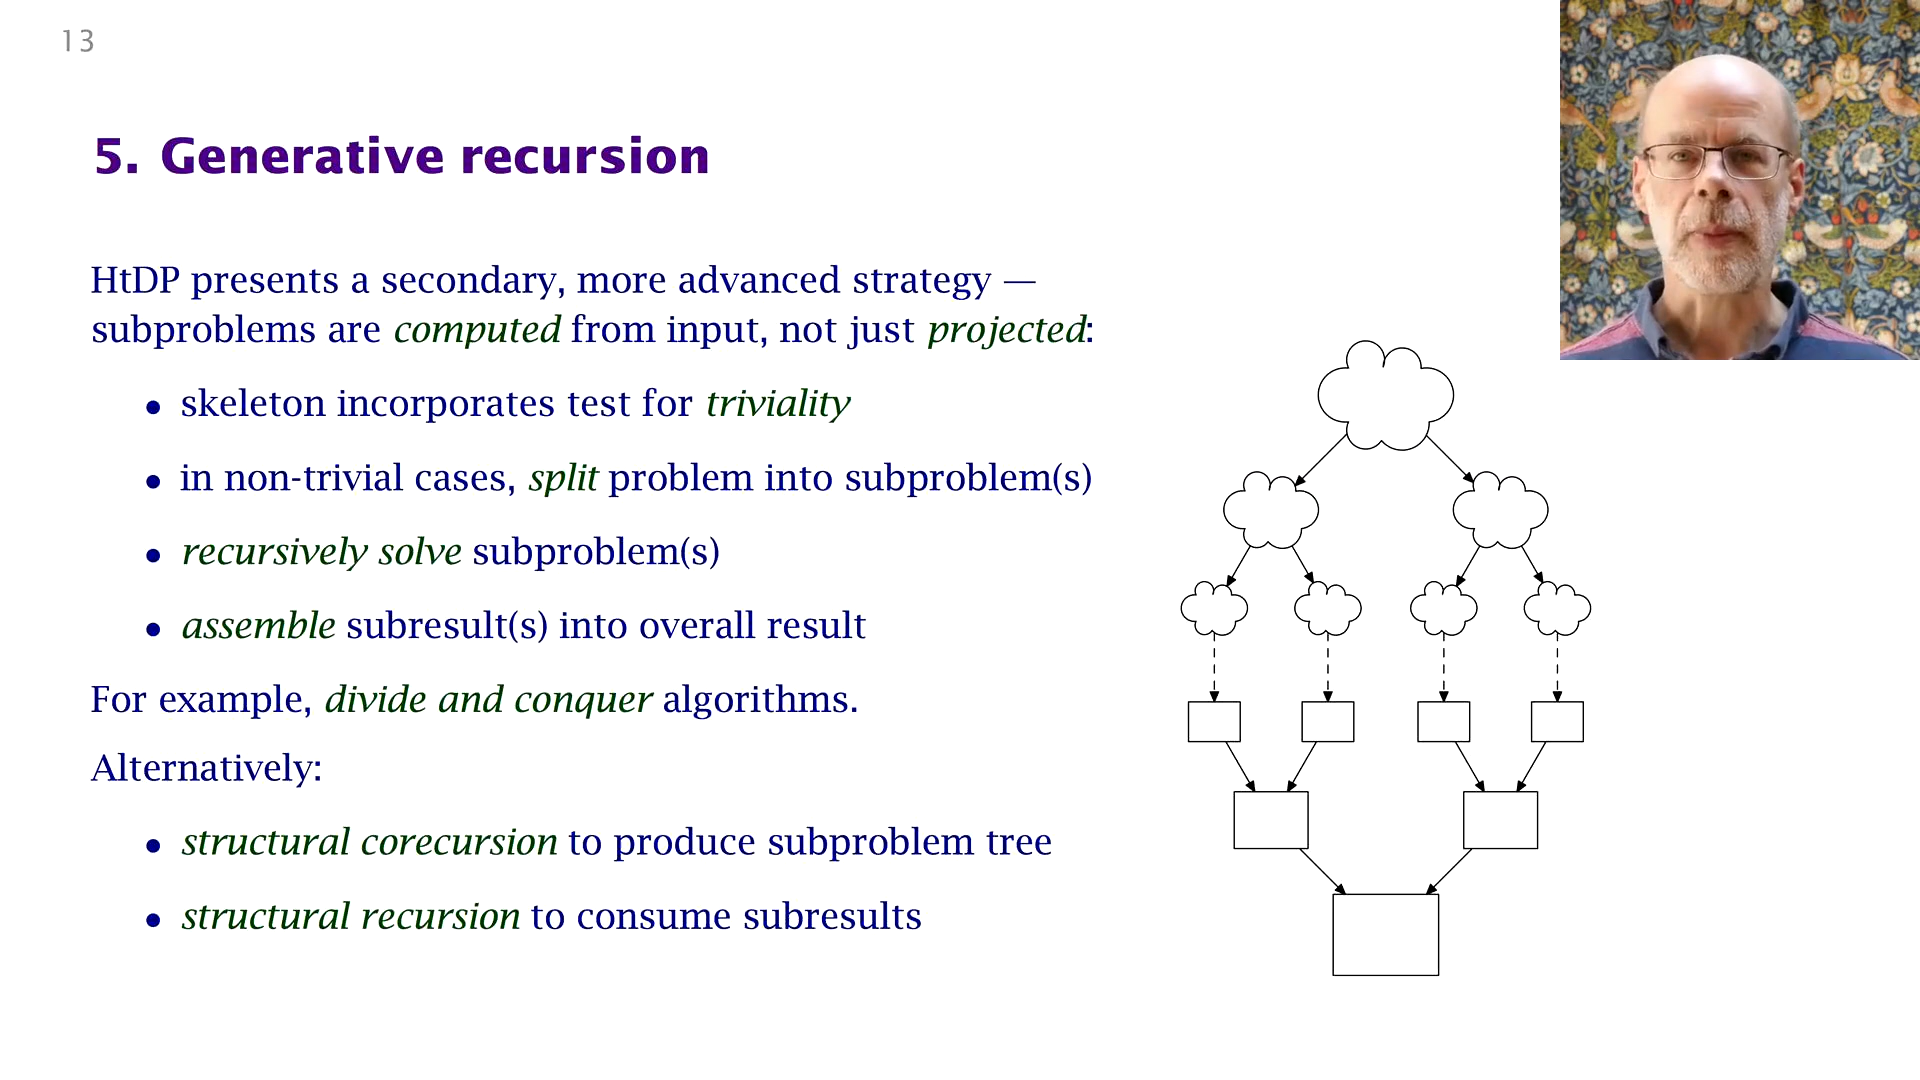 13
5. Generative recursion
HtDP presents a secondary, more advanced strategy —
subproblems are computed from input, not just projected:
• skeleton incorporates test for triviality
• in non-trivial cases, split problem into subproblem(s)
• recursively solve subproblem(s)
• assemble subresult(s) into overall result
For example, divide and conquer algorithms.
Alternatively:
• structural corecursion to produce subproblem tree
• structural recursion to consume subresults